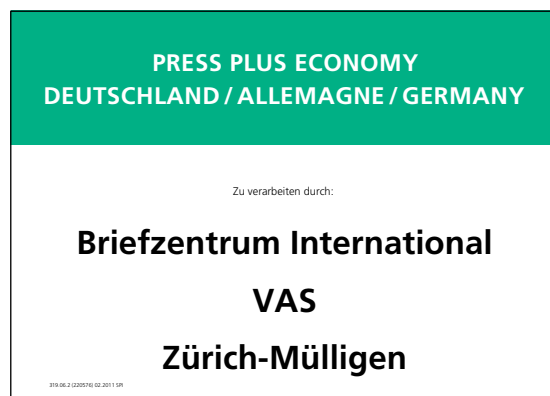 PRESS PLUS ECONOMY
DEUTSCHLAND / ALLEMAGNE / GERMANY
Zu verarbeiten durch:
Briefzentrum International
VAS
Zürich-Mülligen
319.06.2 (220576) 02.2011 SPI